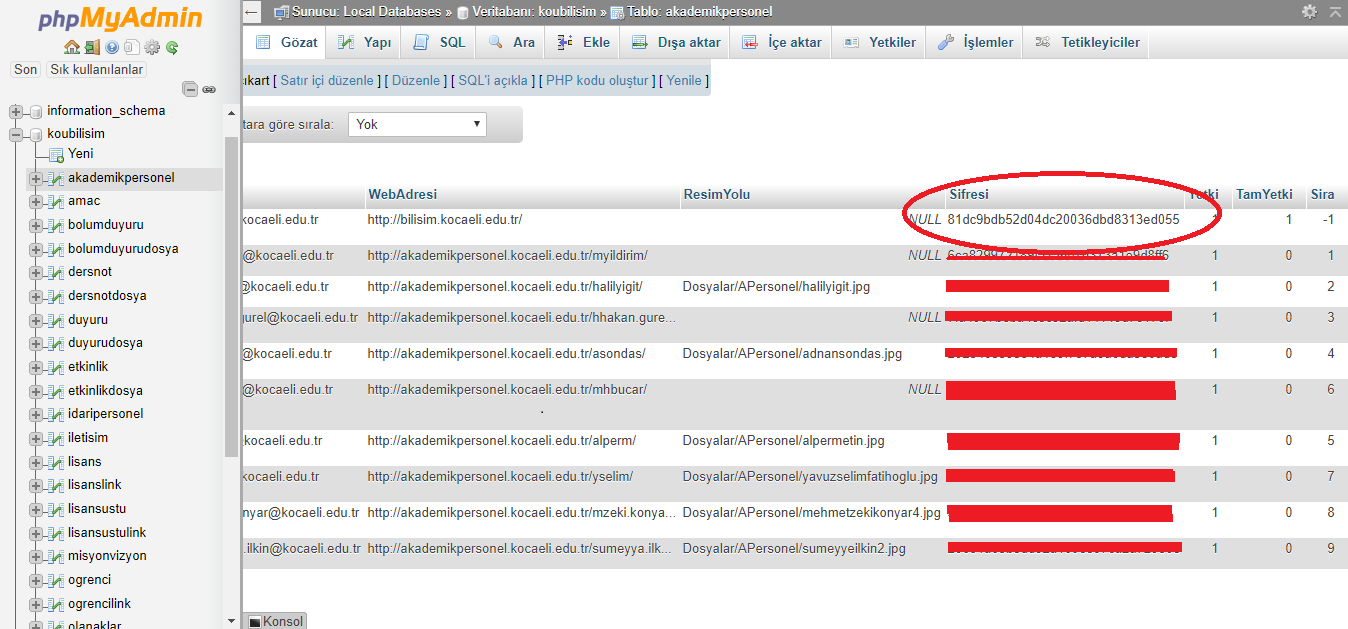 phpMyAdmin
Son Sık kullanılanlar
information_schema
koubilisim
Yeni
akademikpersonel
amac
bolumduyuru
bolumduyurudosya
dersnot
dersnotdosya
duyuru
duyurudosya
etkinlik
etkinlikdosya
idaripersonel
iletisim
lisans
lisanslink
lisansustu
lisansustulink
misyonvizyon
ogrenci
ogrencilink
olanaklar
Sunucu: Local Databases » Veritabanı: koubilisim » Tablo: akademikpersonel
Gözat Yapı SQL Ara Ekle Dışa aktar İçe aktar Yetkiler İşlemler Tetikleyiciler
ıkart [ Satır içi düzenle ] [ Düzenle ] [ SQL'i açıkla ] [ PHP kodu oluştur ] [ Yenile ]
tara göre sırala: Yok
WebAdresi ResimYolu Sifresi Yetki TamYetki Sira
kocaeli.edu.tr http://bilisim.kocaeli.edu.tr/ NULL 81dc9bdb52d04dc20036dbd8313ed055 1 1 -1
@kocaeli.edu.tr http://akademikpersonel.kocaeli.edu.tr/myildirim/ NULL 1 0 1
@kocaeli.edu.tr http://akademikpersonel.kocaeli.edu.tr/halilyigit/ Dosyalar/APersonel/halilyigit.jpg 1 0 2
gurel@kocaeli.edu.tr http://akademikpersonel.kocaeli.edu.tr/hhakan.gure... NULL 1 0 3
@kocaeli.edu.tr http://akademikpersonel.kocaeli.edu.tr/asondas/ Dosyalar/APersonel/adnansondas.jpg 1 0 4
@kocaeli.edu.tr http://akademikpersonel.kocaeli.edu.tr/mhbucar/ NULL 1 0 6
kocaeli.edu.tr http://akademikpersonel.kocaeli.edu.tr/alperm/ Dosyalar/APersonel/alpermetin.jpg 1 0 5
kocaeli.edu.tr http://akademikpersonel.kocaeli.edu.tr/yselim/ Dosyalar/APersonel/yavuzselimfatihoglu.jpg 1 0 7
nyar@kocaeli.edu.tr http://akademikpersonel.kocaeli.edu.tr/mzeki.konya... Dosyalar/APersonel/mehmetzekikonyar4.jpg 1 0 8
.ilkin@kocaeli.edu.tr http://akademikpersonel.kocaeli.edu.tr/sumeyya.ilk... Dosyalar/APersonel/sumeyyeilkin2.jpg 1 0 9
Konsol